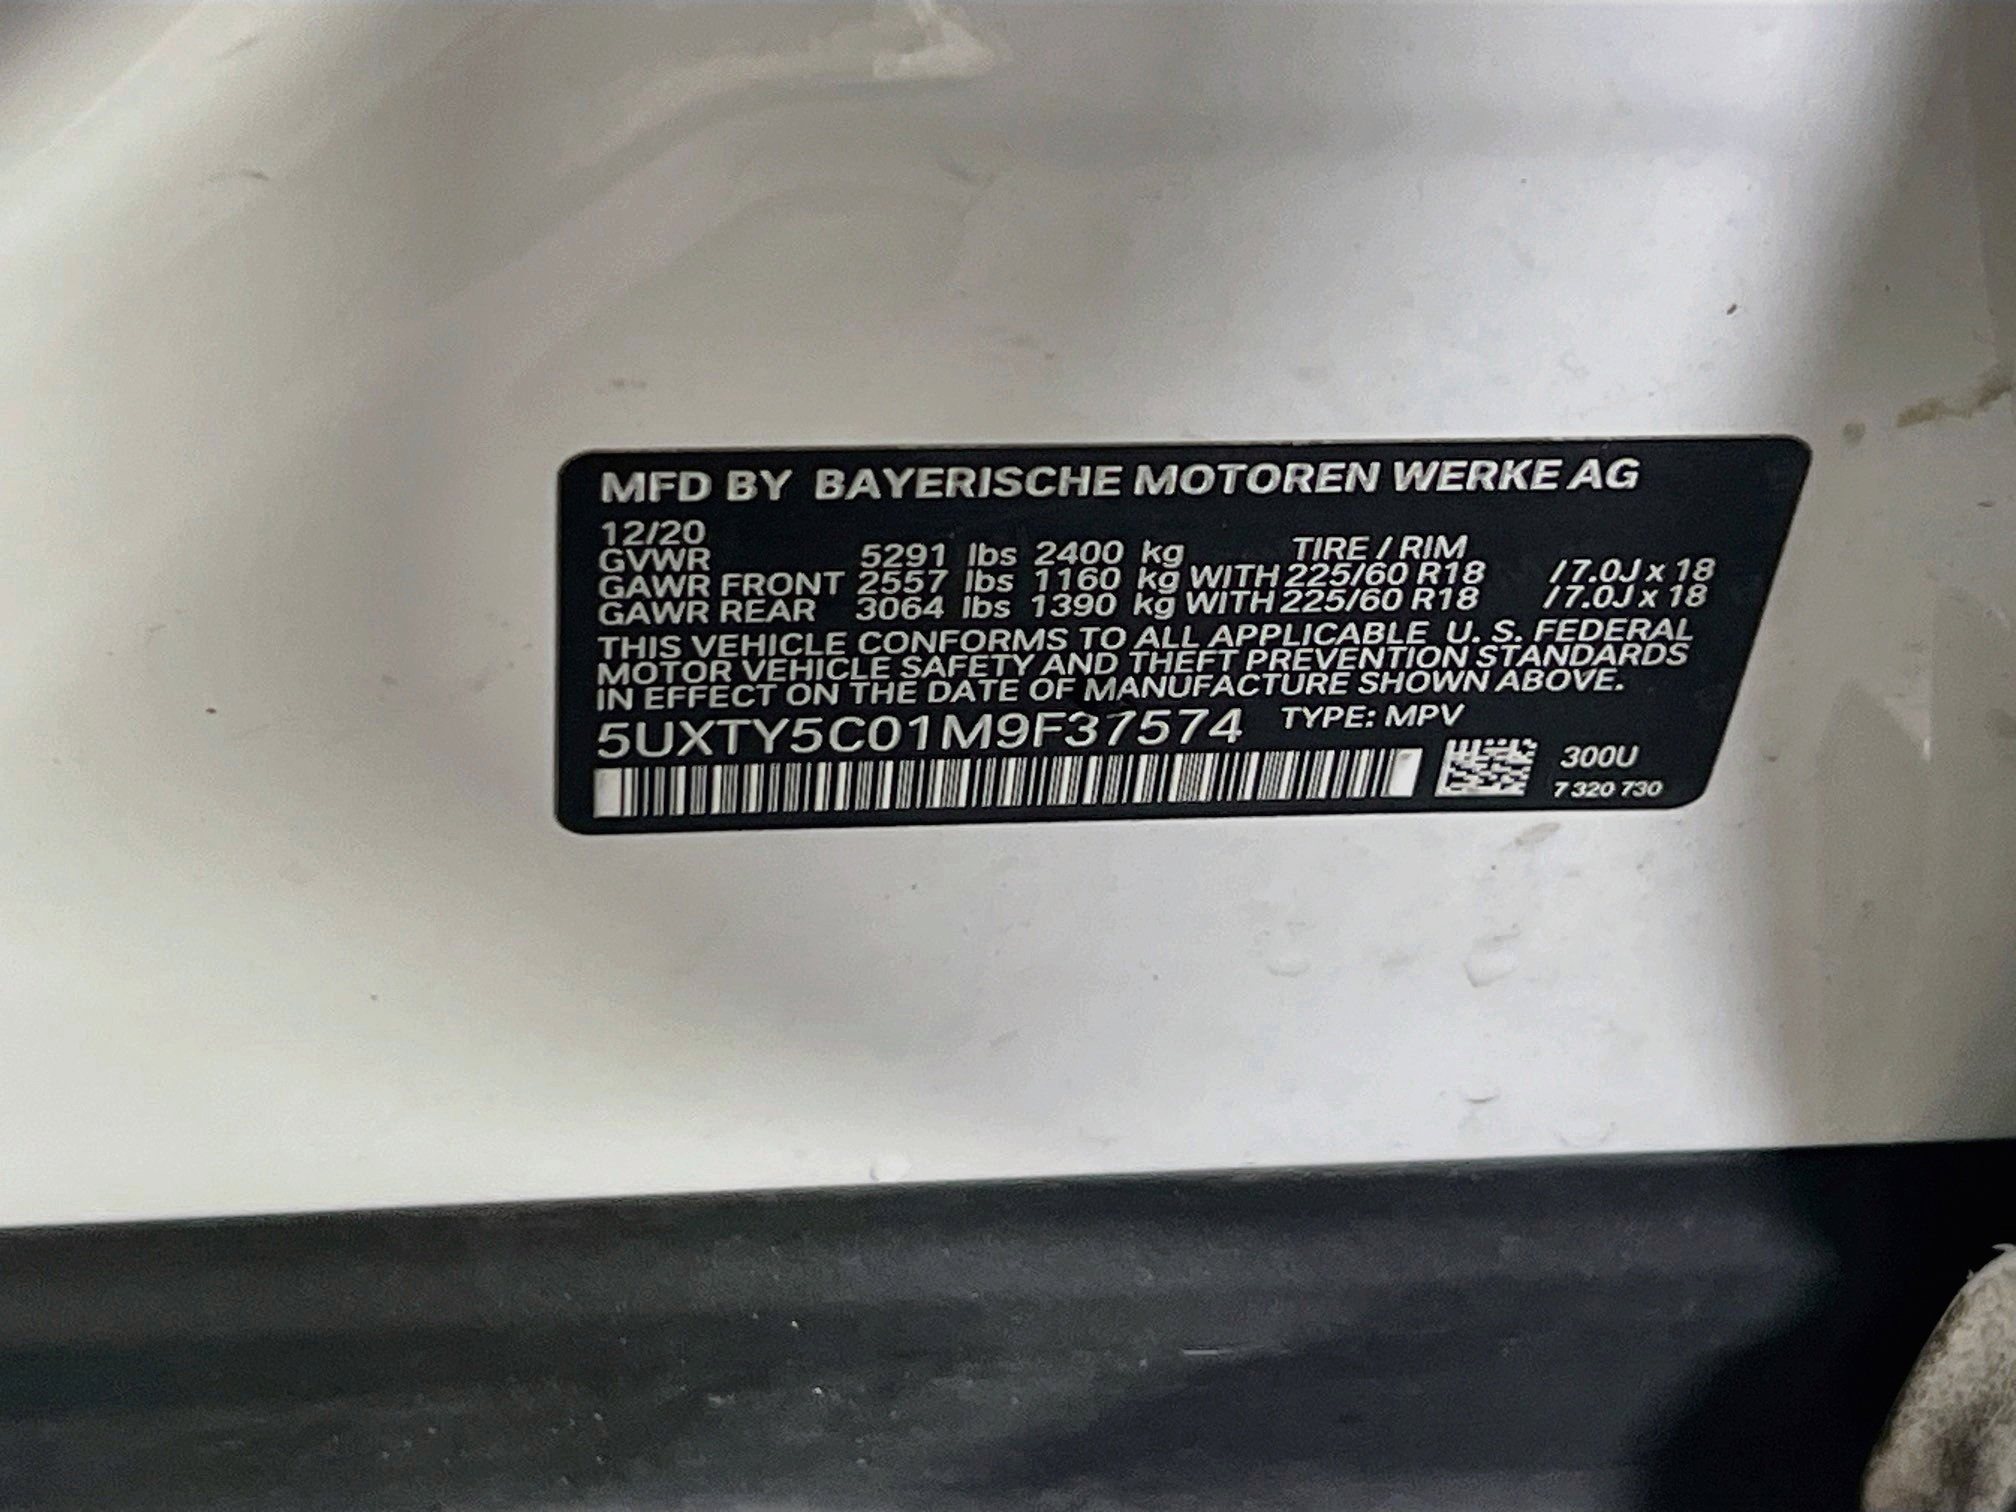 MFD BY BAYERISCHE MOTOREN WERKE AG
12/20
GVWR 5291 lbs 2400 kg TIRE / RIM
GAWR FRONT 2557 lbs 1160 kg WITH 225/60 R18 / 7.0J x 18
GAWR REAR 3064 lbs 1390 kg WITH 225/60 R18 / 7.0J x 18
THIS VEHICLE CONFORMS TO ALL APPLICABLE U. S. FEDERAL
MOTOR VEHICLE SAFETY AND THEFT PREVENTION STANDARDS
IN EFFECT ON THE DATE OF MANUFACTURE SHOWN ABOVE.
5UXTY5C01M9F37574 TYPE: MPV
300U
7 320 730